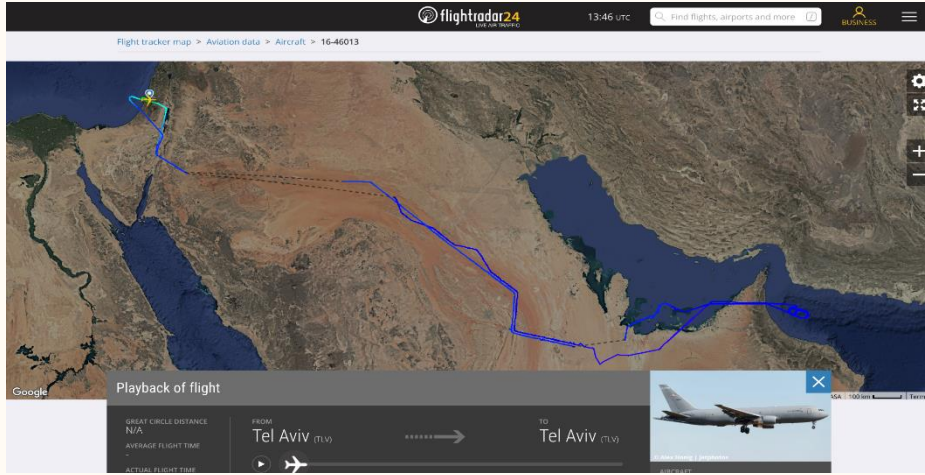 flightradar24
LIVE AIR TRAFFIC
13:46 UTC
Find flights, airports and more
/
BUSINESS
Flight tracker map > Aviation data > Aircraft > 16-46013
+
−
Google
100 km
Playback of flight
GREAT CIRCLE DISTANCE
N/A
AVERAGE FLIGHT TIME
-
ACTUAL FLIGHT TIME
FROM
Tel Aviv (TLV)
TO
Tel Aviv (TLV)
AIRCRAFT